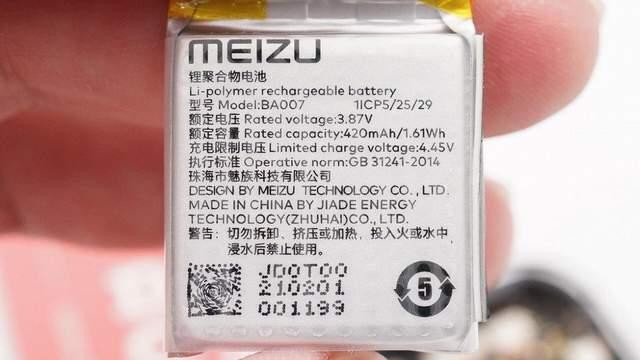 MEIZU
锂聚合物电池
Li-polymer rechargeable battery
型号 Model:BA007 1ICP5/25/29
额定电压 Rated voltage:3.87V
额定容量 Rated capacity:420mAh/1.61Wh
充电限制电压 Limited charge voltage:4.45V
执行标准 Operative norm:GB 31241-2014
珠海市魅族科技有限公司
DESIGN BY MEIZU TECHNOLOGY CO., LTD.
MADE IN CHINA BY JIADE ENERGY
TECHNOLOGY(ZHUHAI)CO., LTD.
警告：切勿拆卸、挤压或加热，投入火或水中，
浸水后禁止使用。
JD0T00
210201
001199
5